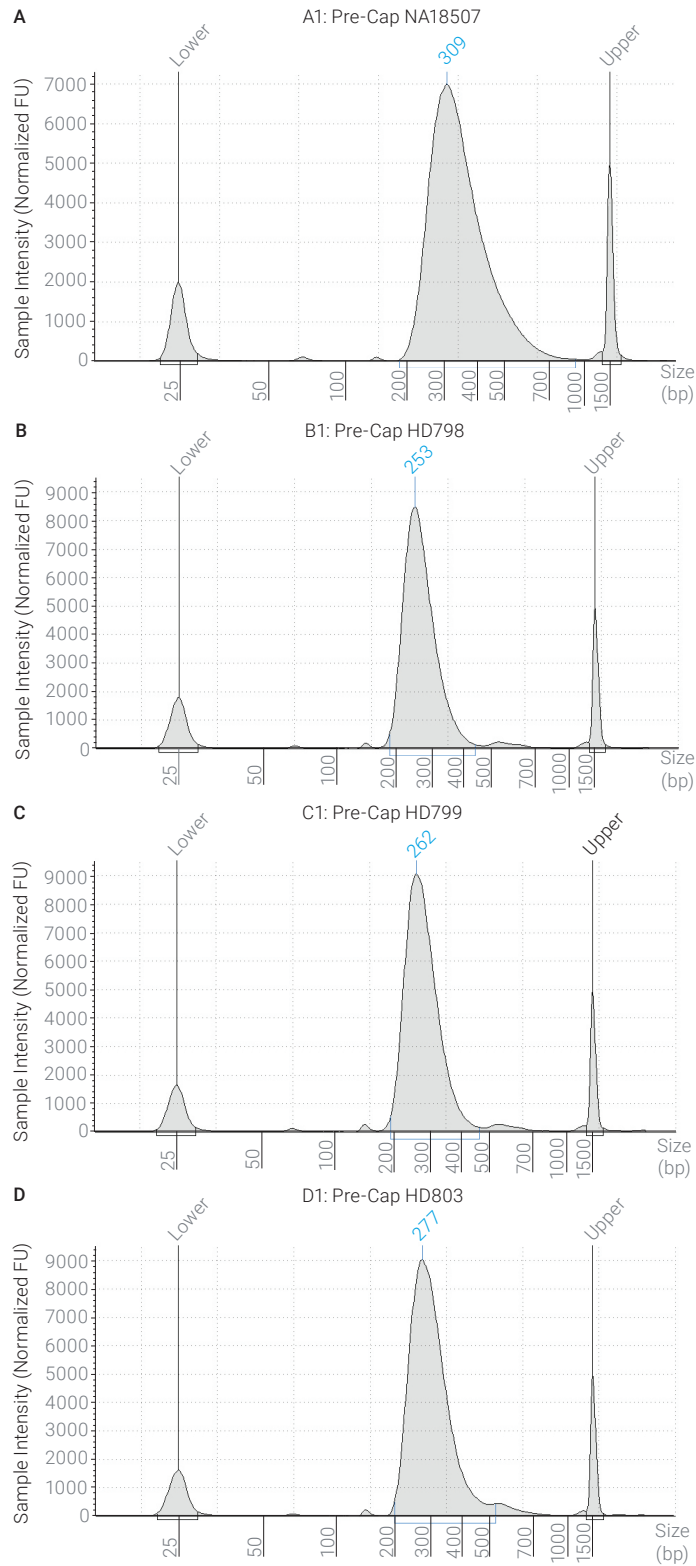 A
A1: Pre-Cap NA18507
Lower
309
Upper
Sample Intensity (Normalized FU)
7000
6000
5000
4000
3000
2000
1000
0
25
50
100
200
300
400
500
700
1000
1500
Size
(bp)
B
B1: Pre-Cap HD798
Lower
253
Upper
Sample Intensity (Normalized FU)
9000
8000
7000
6000
5000
4000
3000
2000
1000
0
25
50
100
200
300
400
500
700
1000
1500
Size
(bp)
C
C1: Pre-Cap HD799
Lower
262
Upper
Sample Intensity (Normalized FU)
9000
8000
7000
6000
5000
4000
3000
2000
1000
0
25
50
100
200
300
400
500
700
1000
1500
Size
(bp)
D
D1: Pre-Cap HD803
Lower
277
Upper
Sample Intensity (Normalized FU)
9000
8000
7000
6000
5000
4000
3000
2000
1000
0
25
50
100
200
300
400
500
700
1000
1500
Size
(bp)